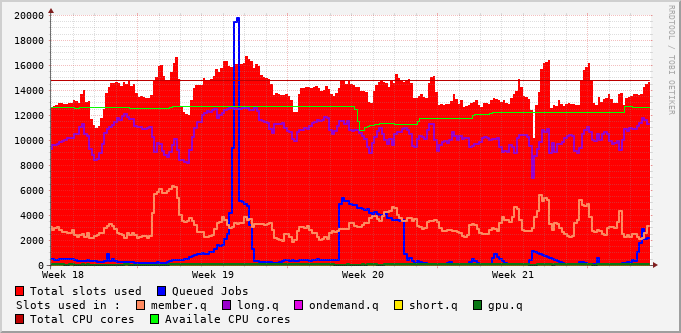 20000
18000
16000
14000
12000
10000
8000
6000
4000
2000
0
Week 18 Week 19 Week 20 Week 21
Total slots used Queued Jobs
Slots used in : member.q long.q ondemand.q short.q gpu.q
Total CPU cores Availale CPU cores
RRDTOOL / TOBI OETIKER